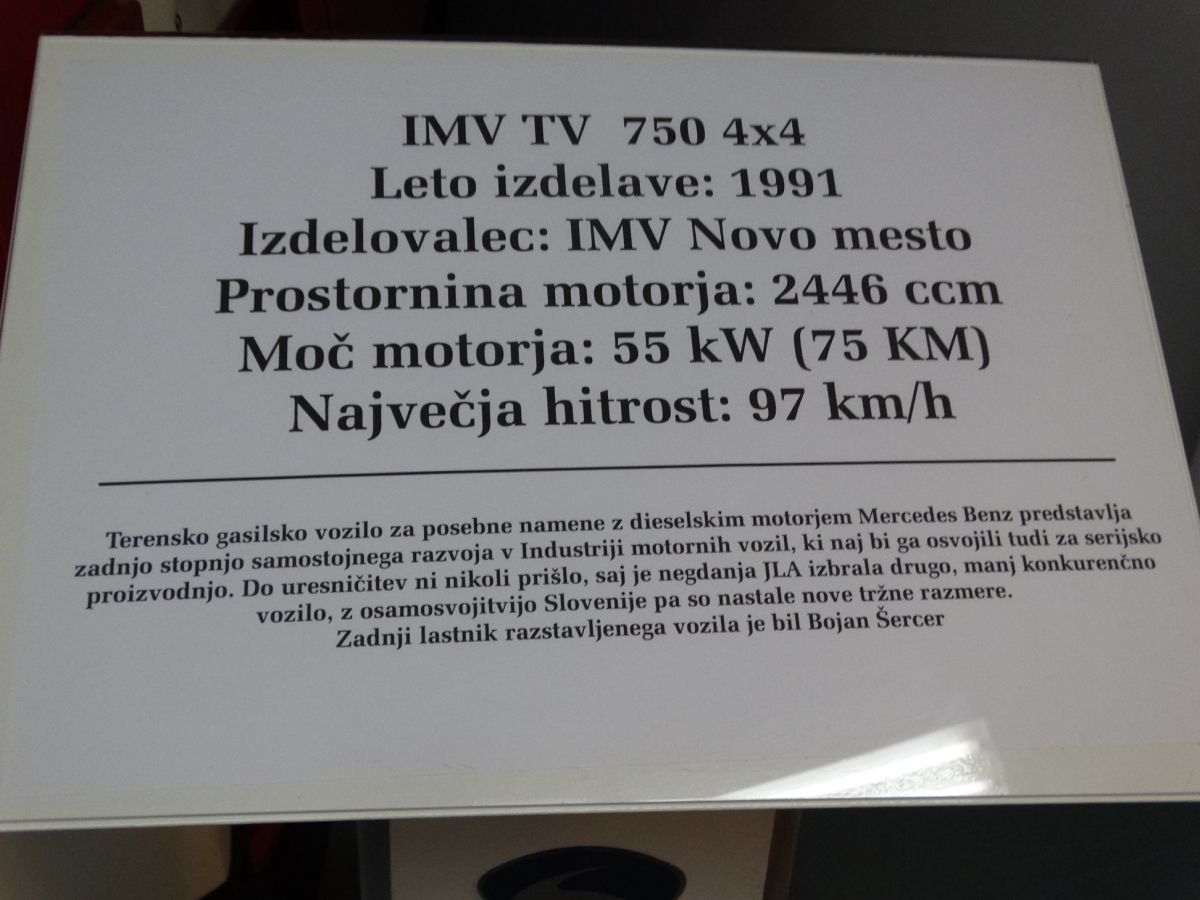 IMV TV 750 4x4
Leto izdelave: 1991
Izdelovalec: IMV Novo mesto
Prostornina motorja: 2446 ccm
Moč motorja: 55 kW (75 KM)
Največja hitrost: 97 km/h
Terensko gasilsko vozilo za posebne namene z dieselskim motorjem Mercedes Benz predstavlja
zadnjo stopnjo samostojnega razvoja v Industriji motornih vozil, ki naj bi ga osvojili tudi za serijsko
proizvodnjo. Do uresničitev ni nikoli prišlo, saj je negdanja JLA izbrala drugo, manj konkurenčno
vozilo, z osamosvojitvijo Slovenije pa so nastale nove tržne razmere.
Zadnji lastnik razstavljenega vozila je bil Bojan Šercer